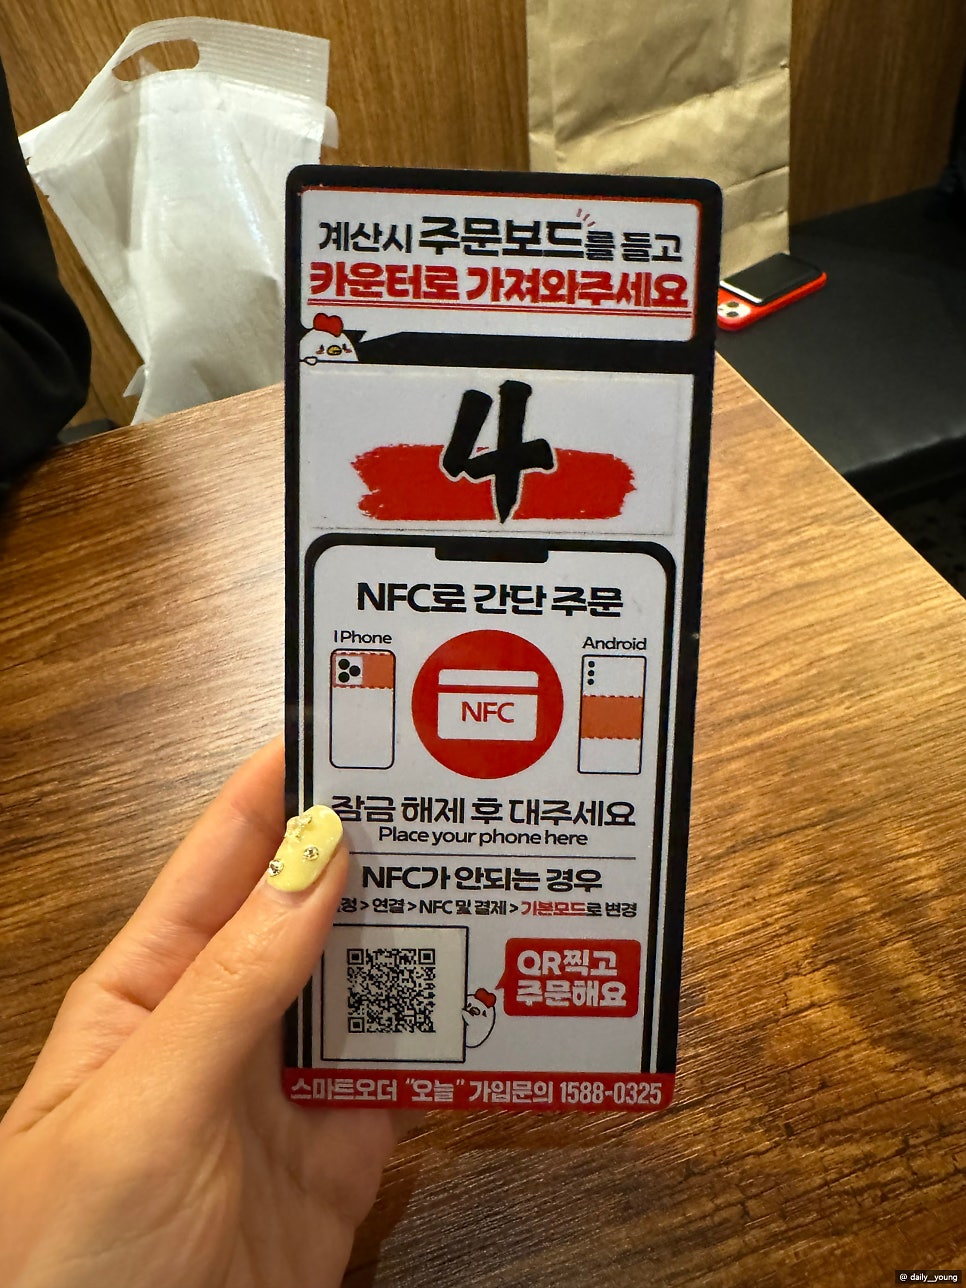 계산시 주문보드를 들고
카운터로 가져와주세요
4
NFC로 간단 주문
IPhone
Android
NFC
잠금 해제 후 대주세요
Place your phone here
NFC가 안되는 경우
> 연결 > NFC 및 결제 > 기본모드로 변경
QR찍고
주문해요
스마트오더 "오늘" 가입문의 1588-0325
@ daily__young